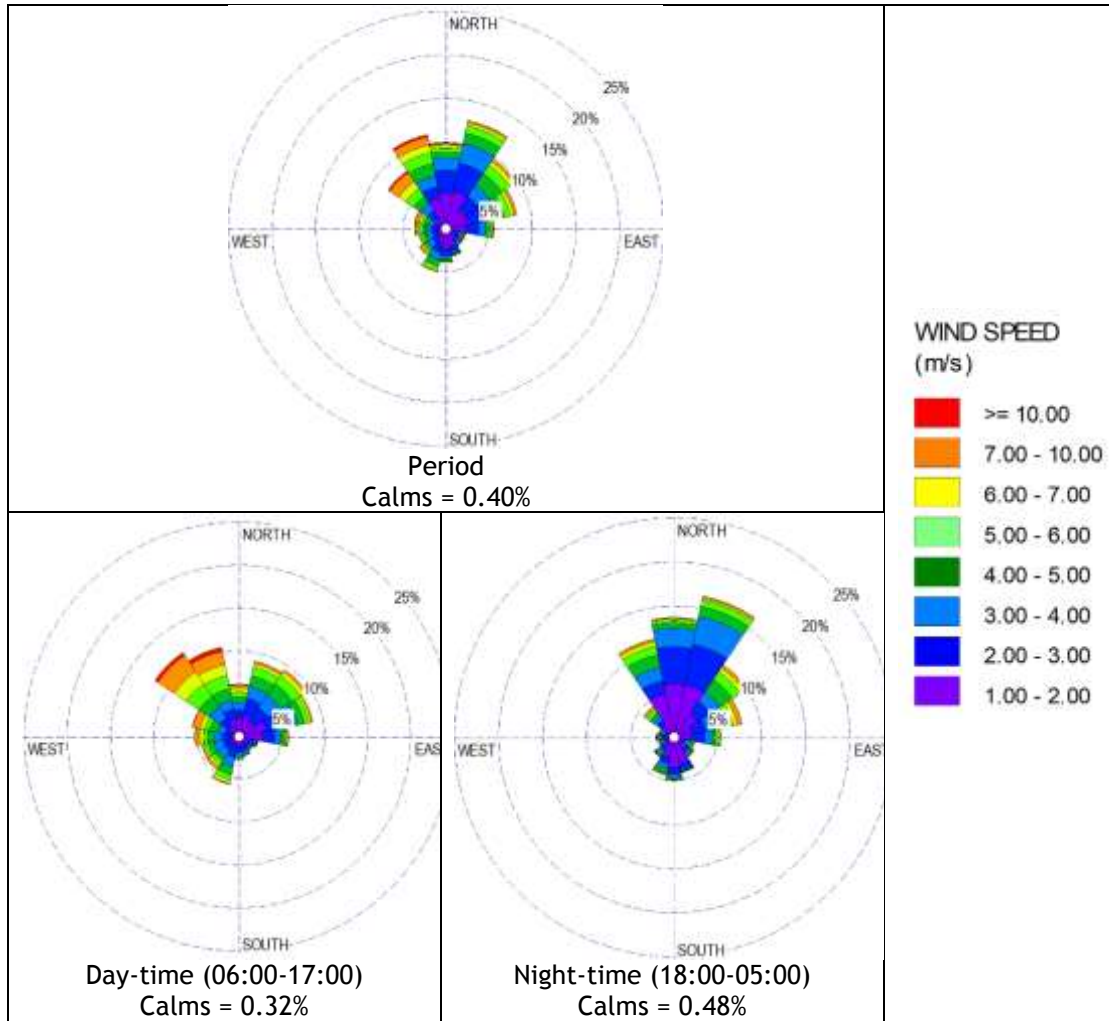 NORTH
25%
20%
15%
10%
5%
WEST
EAST
SOUTH
Period
Calms = 0.40%
WIND SPEED
(m/s)
>= 10.00
7.00 - 10.00
6.00 - 7.00
5.00 - 6.00
4.00 - 5.00
3.00 - 4.00
2.00 - 3.00
1.00 - 2.00
NORTH
25%
20%
15%
10%
5%
WEST
EAS
SOUTH
Day-time (06:00-17:00)
Calms = 0.32%
NORTH
25%
20%
15%
10%
5%
WEST
EAS
SOUTH
Night-time (18:00-05:00)
Calms = 0.48%